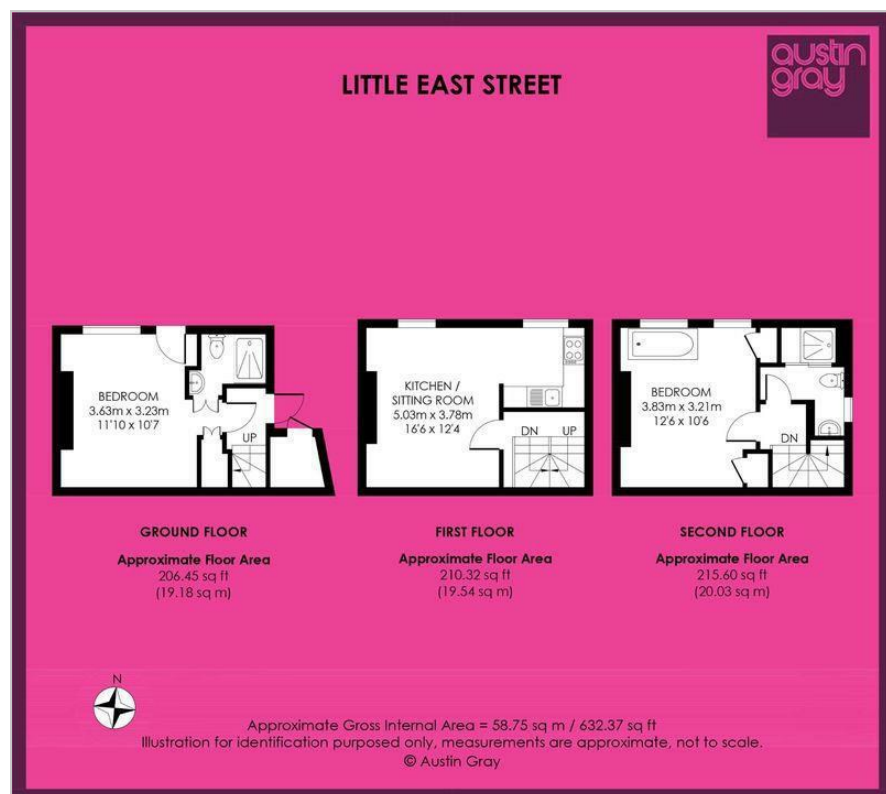 LITTLE EAST STREET
austin
gray
BEDROOM
3.63m x 3.23m
11'10 x 10'7
UP
KITCHEN /
SITTING ROOM
5.03m x 3.78m
16'6 x 12'4
DN UP
BEDROOM
3.83m x 3.21m
12'6 x 10'6
DN
GROUND FLOOR
Approximate Floor Area
206.45 sq ft
(19.18 sq m)
FIRST FLOOR
Approximate Floor Area
210.32 sq ft
(19.54 sq m)
SECOND FLOOR
Approximate Floor Area
215.60 sq ft
(20.03 sq m)
N
Approximate Gross Internal Area = 58.75 sq m / 632.37 sq ft
Illustration for identification purposed only, measurements are approximate, not to scale.
© Austin Gray